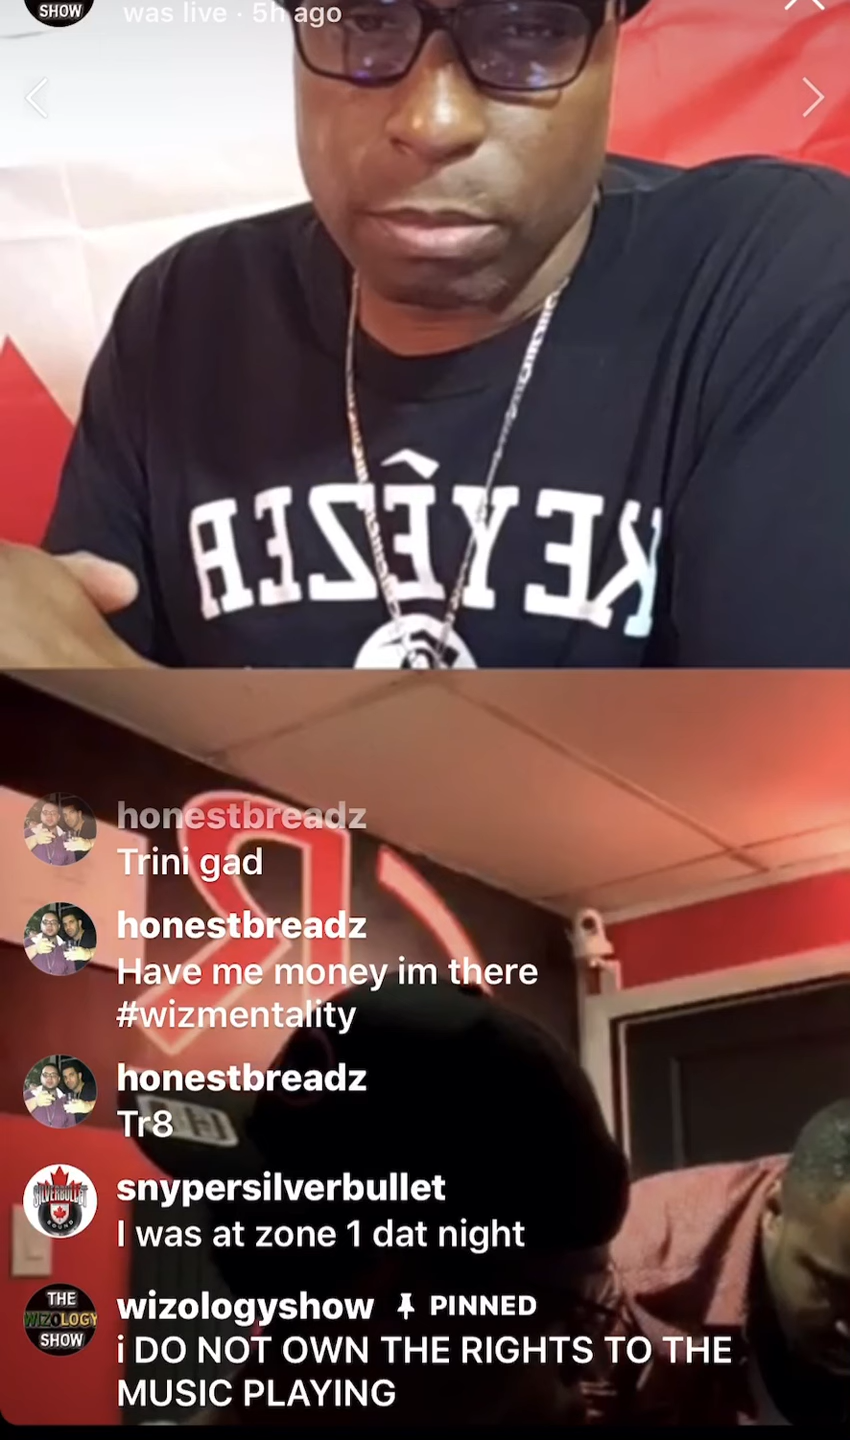 SHOW
was live · 5h ago
KEYÊZER
honestbreadz
Trini gad
honestbreadz
Have me money im there
#wizmentality
honestbreadz
Tr8
snypersilverbullet
I was at zone 1 dat night
SILVERBULLET
SOUND
THE
WIZOLOGY
SHOW
wizologyshow PINNED
i DO NOT OWN THE RIGHTS TO THE
MUSIC PLAYING